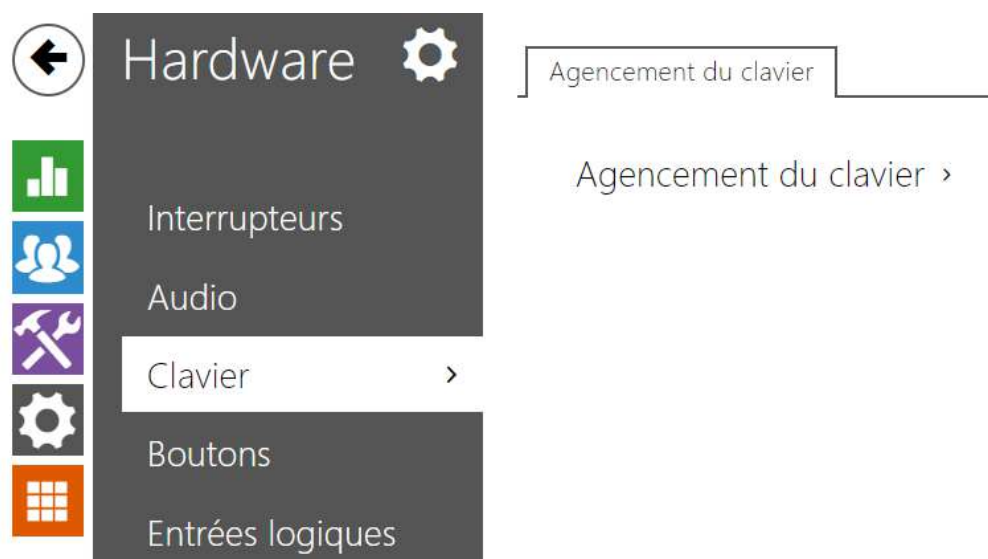 Hardware
Interrupteurs
Audio
Clavier
Boutons
Entrées logiques
Agencement du clavier
Agencement du clavier